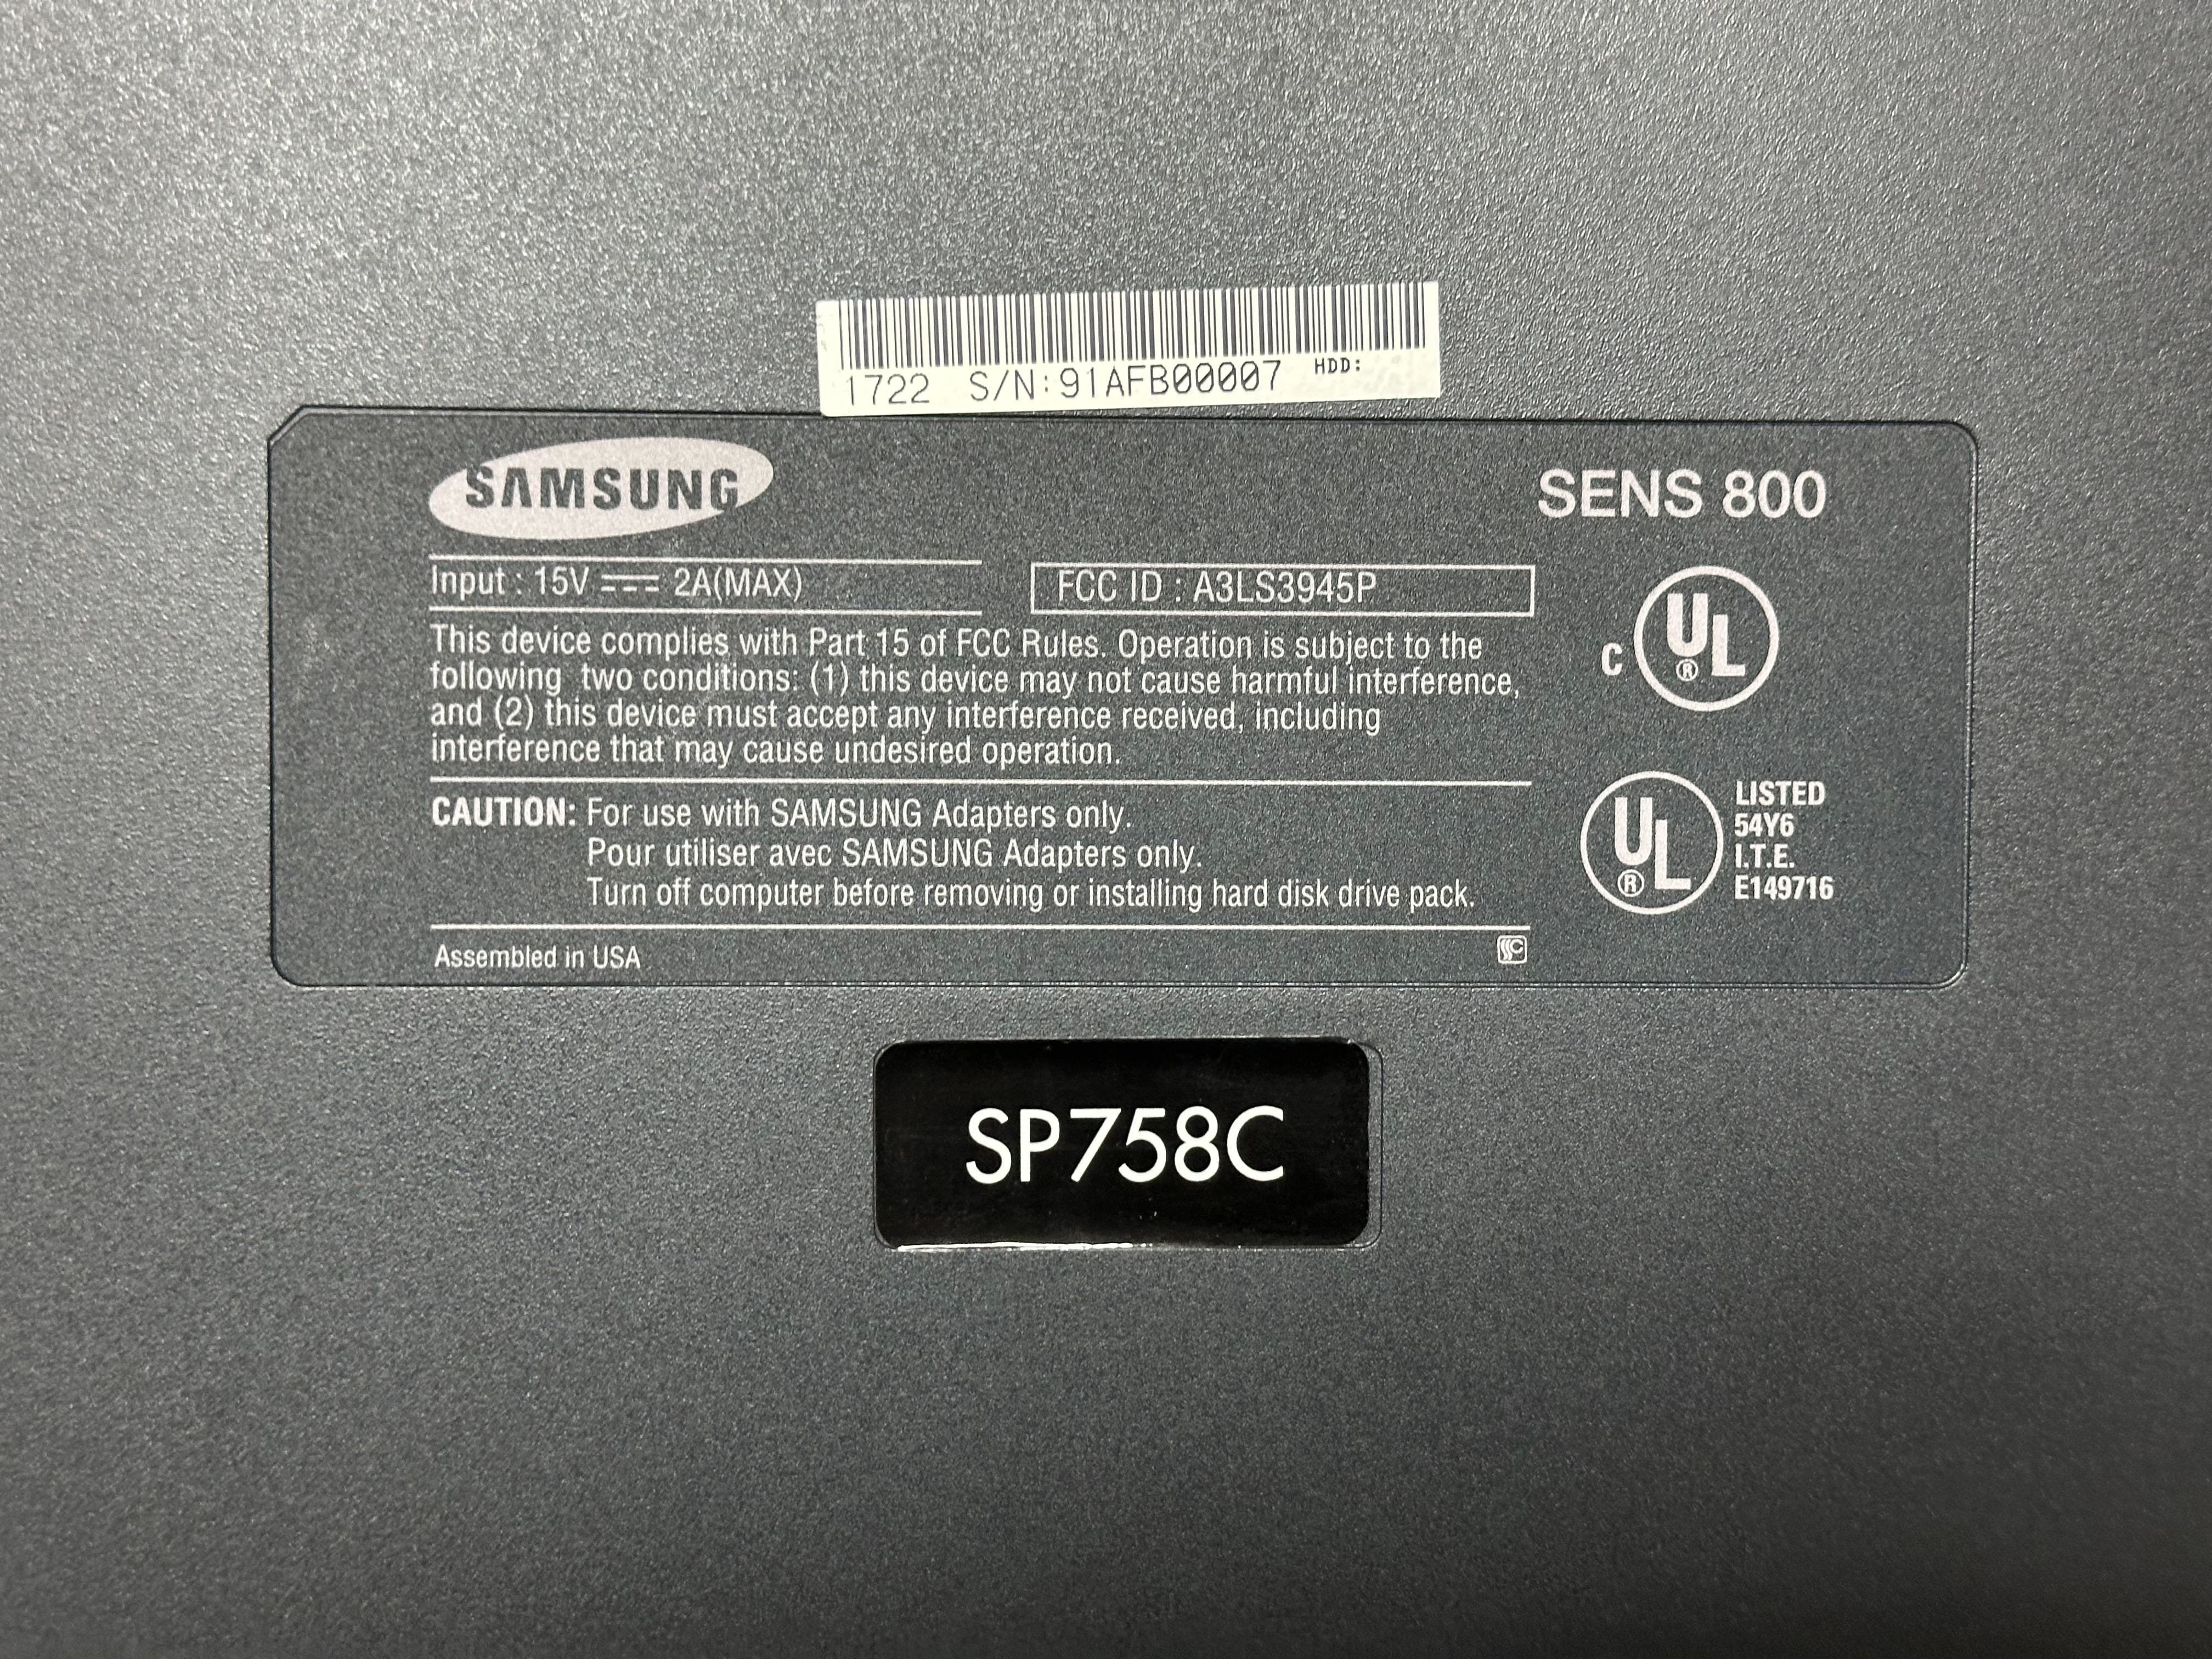 1722 S/N:91AFB00007 HDD:
SAMSUNG
SENS 800
Input : 15V 2A(MAX)
FCC ID : A3LS3945P
This device complies with Part 15 of FCC Rules. Operation is subject to the
following two conditions: (1) this device may not cause harmful interference,
and (2) this device must accept any interference received, including
interference that may cause undesired operation.
C UL ®
CAUTION: For use with SAMSUNG Adapters only.
Pour utiliser avec SAMSUNG Adapters only.
Turn off computer before removing or installing hard disk drive pack.
UL ®
LISTED
54Y6
I.T.E.
E149716
Assembled in USA
SP758C